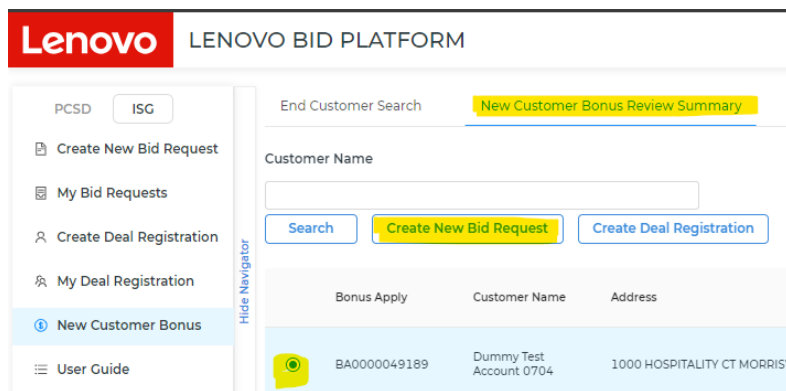 Lenovo LENOVO BID PLATFORM
PCSD ISG
Create New Bid Request
My Bid Requests
Create Deal Registration
My Deal Registration
New Customer Bonus
User Guide
Hide Navigator
End Customer Search New Customer Bonus Review Summary
Customer Name
Search Create New Bid Request Create Deal Registration
Bonus Apply Customer Name Address
BA0000049189 Dummy Test Account 0704 1000 HOSPITALITY CT MORRIS